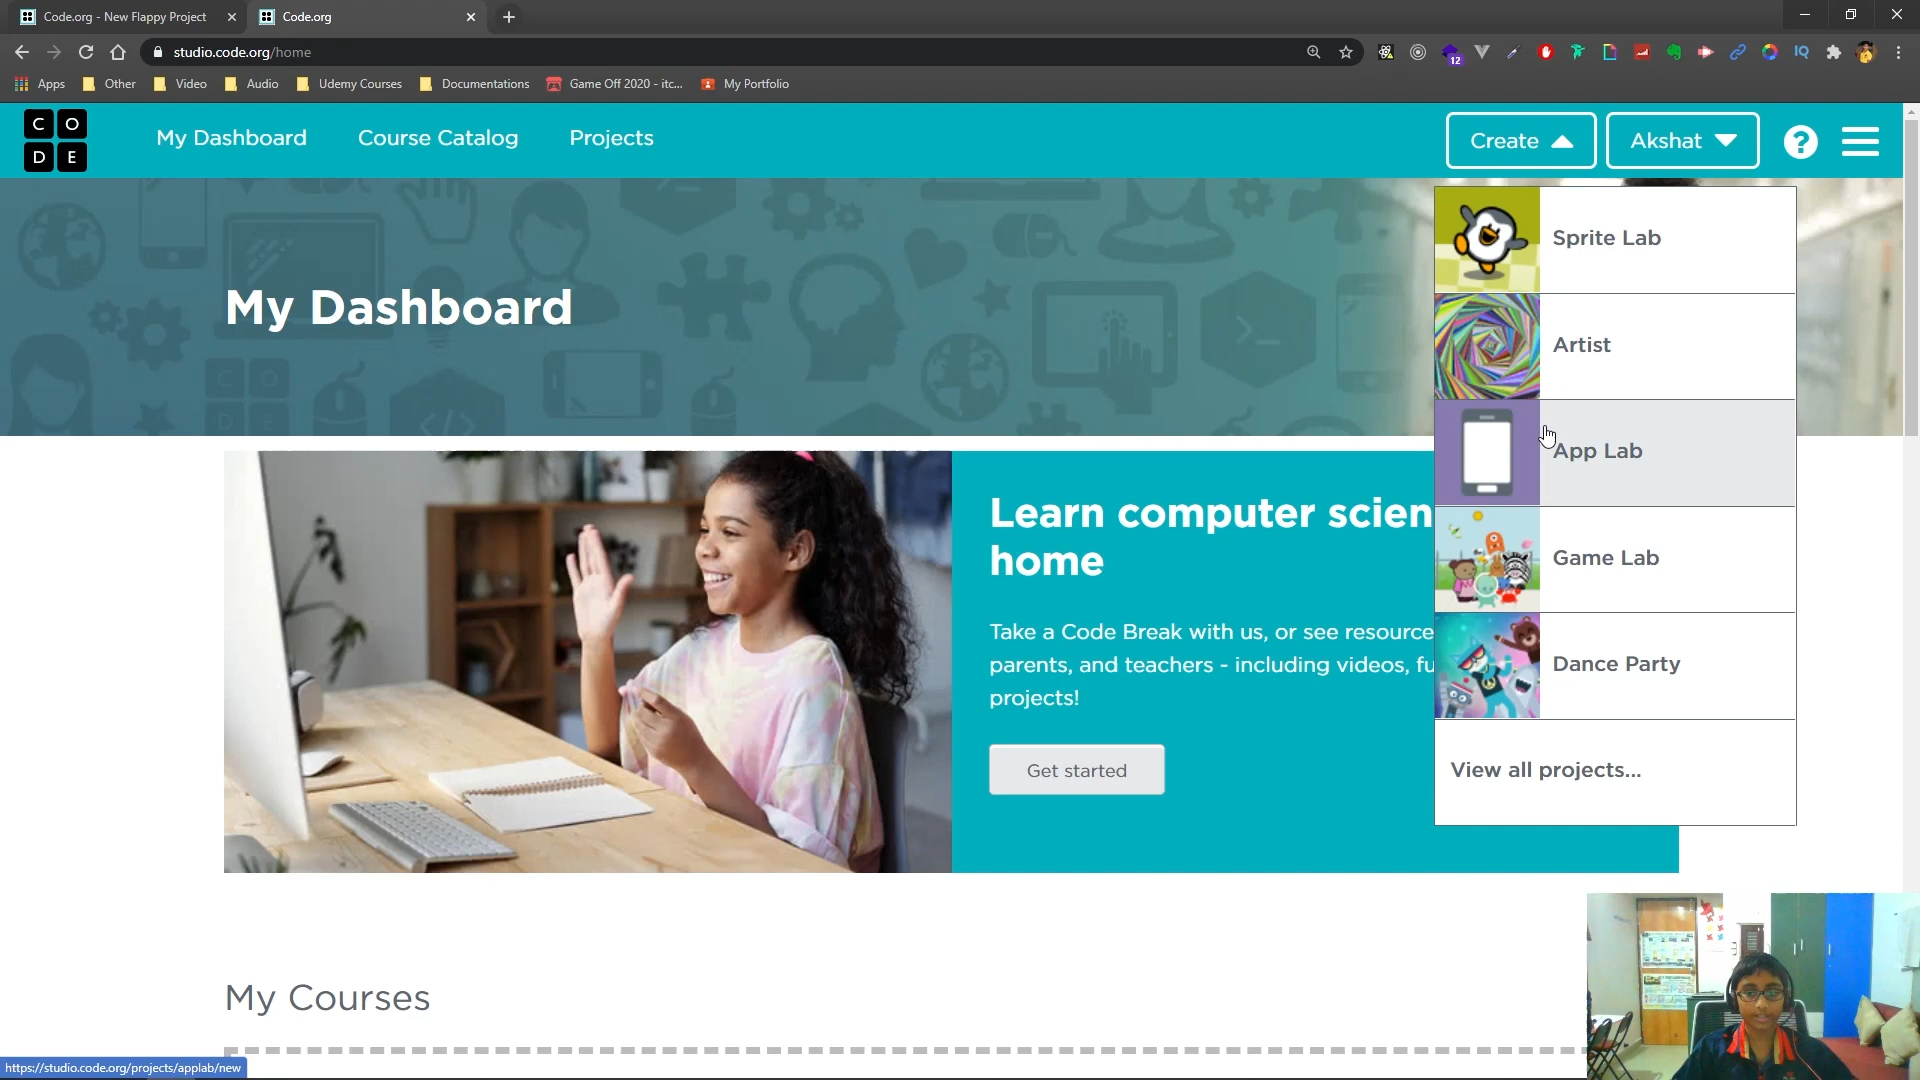 Code.org - New Flappy Project
Code.org
studio.code.org/home
12
IQ
Apps
Other
Video
Audio
Udemy Courses
Documentations
Game Off 2020 - itc...
My Portfolio
C O
D E
My Dashboard
Course Catalog
Projects
Create
Akshat
?
Sprite Lab
Artist
App Lab
Game Lab
Dance Party
View all projects...
My Dashboard
Learn computer scien
home
Take a Code Break with us, or see resource
parents, and teachers - including videos, fu
projects!
Get started
My Courses
https://studio.code.org/projects/applab/new